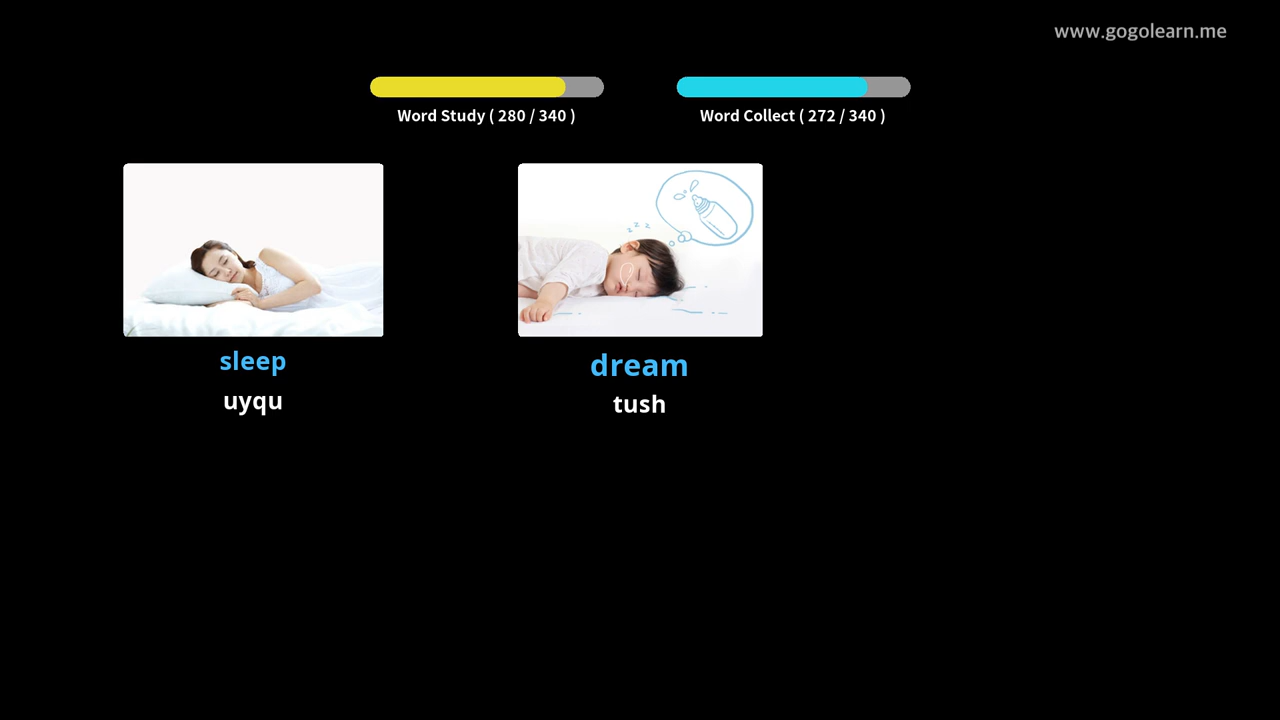 www.gogolearn.me
Word Study ( 280 / 340 )
Word Collect ( 272 / 340 )
z z z
sleep
dream
uyqu
tush